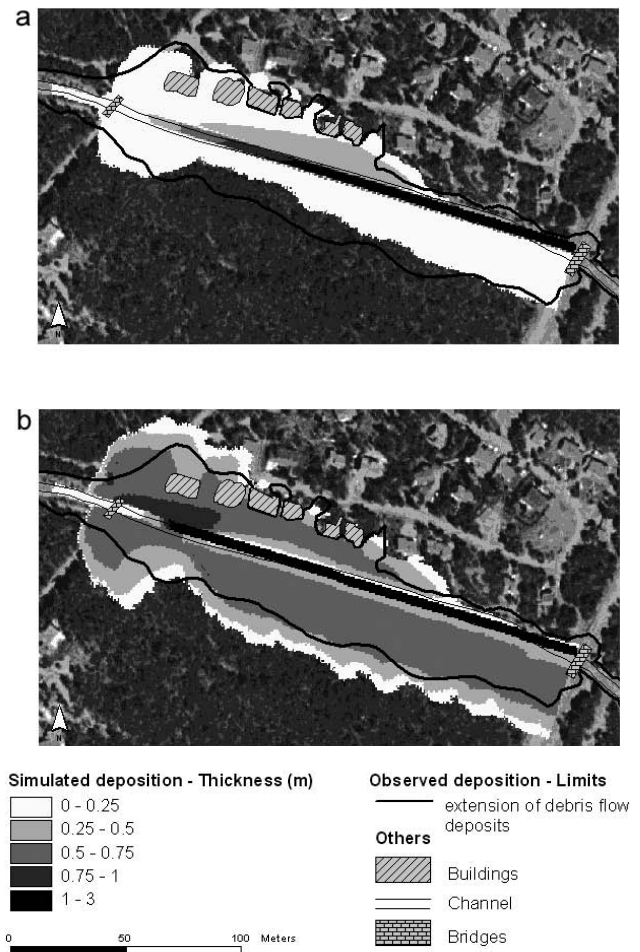 a
N
b
N
Simulated deposition - Thickness (m)
0 - 0.25
0.25 - 0.5
0.5 - 0.75
0.75 - 1
1 - 3
0 50 100 Meters
Observed deposition - Limits
extension of debris flow
deposits
Others
Buildings
Channel
Bridges